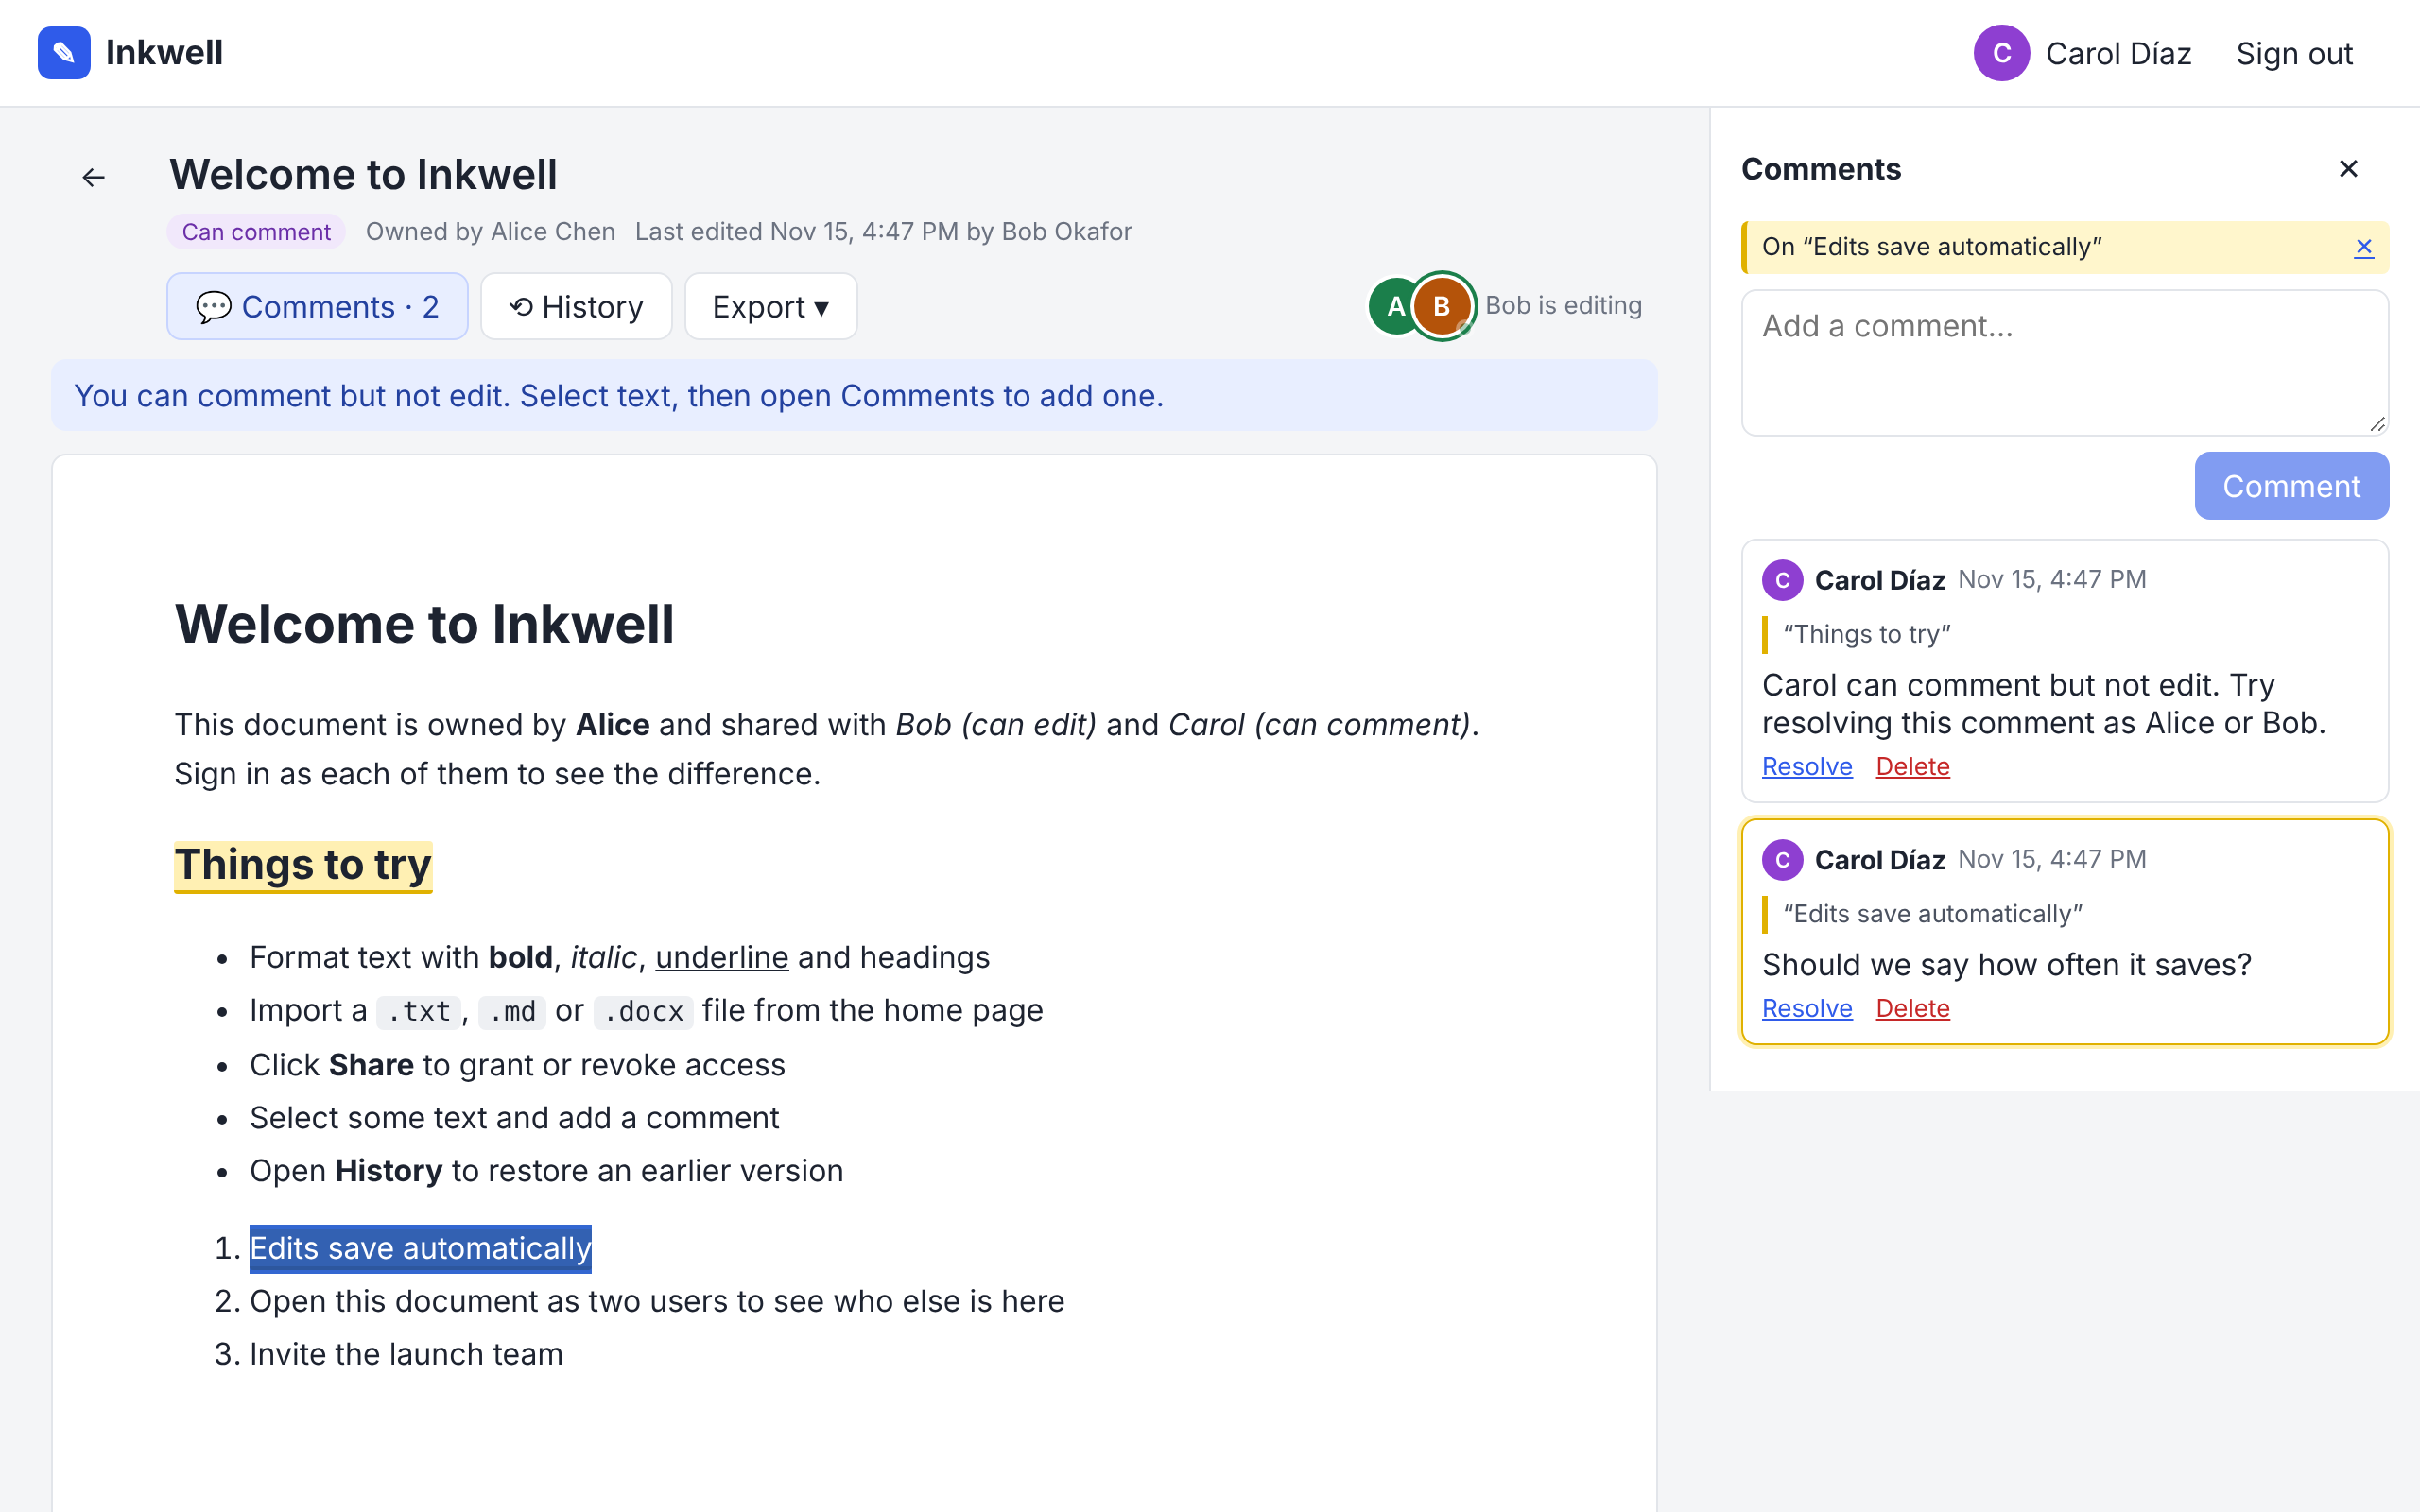 ✎ Inkwell
C Carol Díaz Sign out
← Welcome to Inkwell
Can comment Owned by Alice Chen Last edited Nov 15, 4:47 PM by Bob Okafor
💬 Comments · 2 ⟲ History Export ▾ A B Bob is editing
You can comment but not edit. Select text, then open Comments to add one.
Welcome to Inkwell
This document is owned by Alice and shared with Bob (can edit) and Carol (can comment).
Sign in as each of them to see the difference.
Things to try
• Format text with bold, italic, underline and headings
• Import a .txt, .md or .docx file from the home page
• Click Share to grant or revoke access
• Select some text and add a comment
• Open History to restore an earlier version
1. Edits save automatically
2. Open this document as two users to see who else is here
3. Invite the launch team
Comments ✕
On “Edits save automatically” ✕
Add a comment…
Comment
C Carol Díaz Nov 15, 4:47 PM
“Things to try”
Carol can comment but not edit. Try
resolving this comment as Alice or Bob.
Resolve Delete
C Carol Díaz Nov 15, 4:47 PM
“Edits save automatically”
Should we say how often it saves?
Resolve Delete